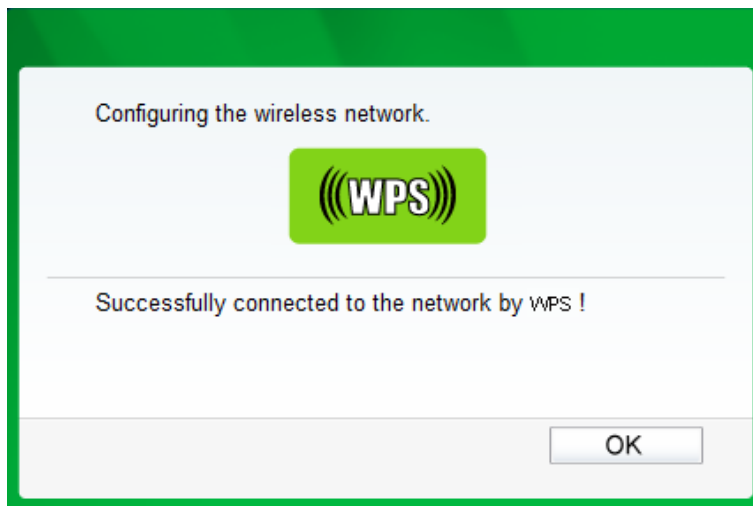 Configuring the wireless network.
(((WPS)))
Successfully connected to the network by WPS !
OK